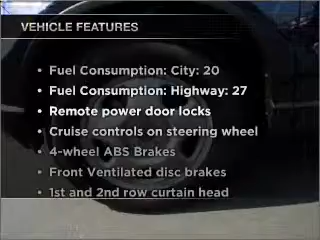 VEHICLE FEATURES
• Fuel Consumption: City: 20
• Fuel Consumption: Highway: 27
• Remote power door locks
• Cruise controls on steering wheel
• 4-wheel ABS Brakes
• Front Ventilated disc brakes
• 1st and 2nd row curtain head